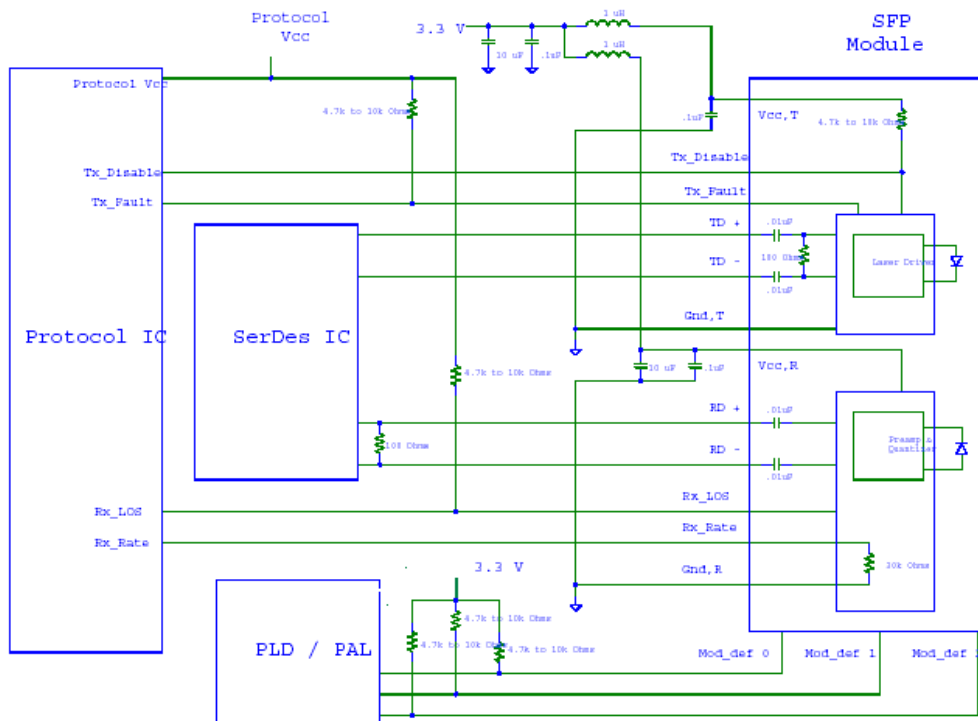 Protocol
Vcc
3.3 V
1 uH
1 uH
SFP
Module
10 uF
.1uF
Protocol Vcc
4.7k to 10k Ohms
.1uF
Vcc,T
4.7k to 10k Ohms
Tx_Disable
Tx_Disable
Tx_Fault
Tx_Fault
TD +
.01uF
TD -
100 Ohms
Laser Driver
.01uF
Protocol IC
SerDes IC
Gnd,T
4.7k to 10k Ohms
10 uF
.1uF
Vcc,R
RD +
.01uF
100 Ohms
RD -
Preamp &
Quantizer
.01uF
Rx_LOS
Rx_LOS
Rx_Rate
Rx_Rate
3.3 V
Gnd,R
30k Ohms
4.7k to 10k Ohms
PLD / PAL
4.7k to 10k Ohms
4.7k to 10k Ohms
Mod_def 0
Mod_def 1
Mod_def